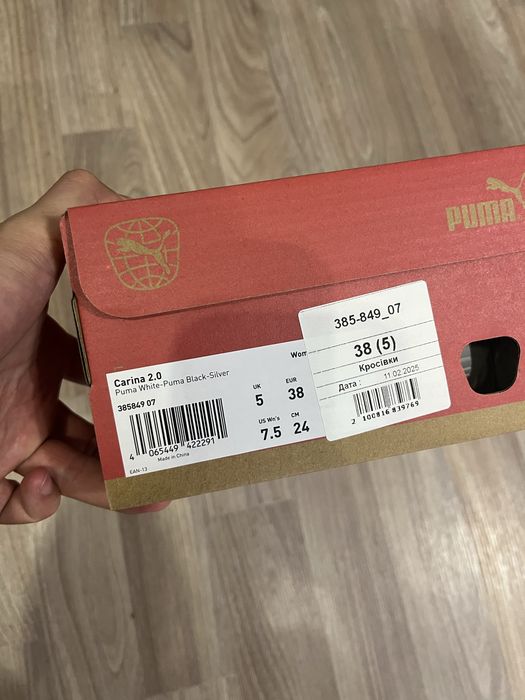 PUMA
Carina 2.0
Puma White-Puma Black-Silver
385849 07
4 065449 422291
Made in China
EAN-13
UK
5
EUR
38
US Wn's
7.5
CM
24
385-849_07
38 (5)
Кросівки
Дата : 11.02.2025
2 100816 839769